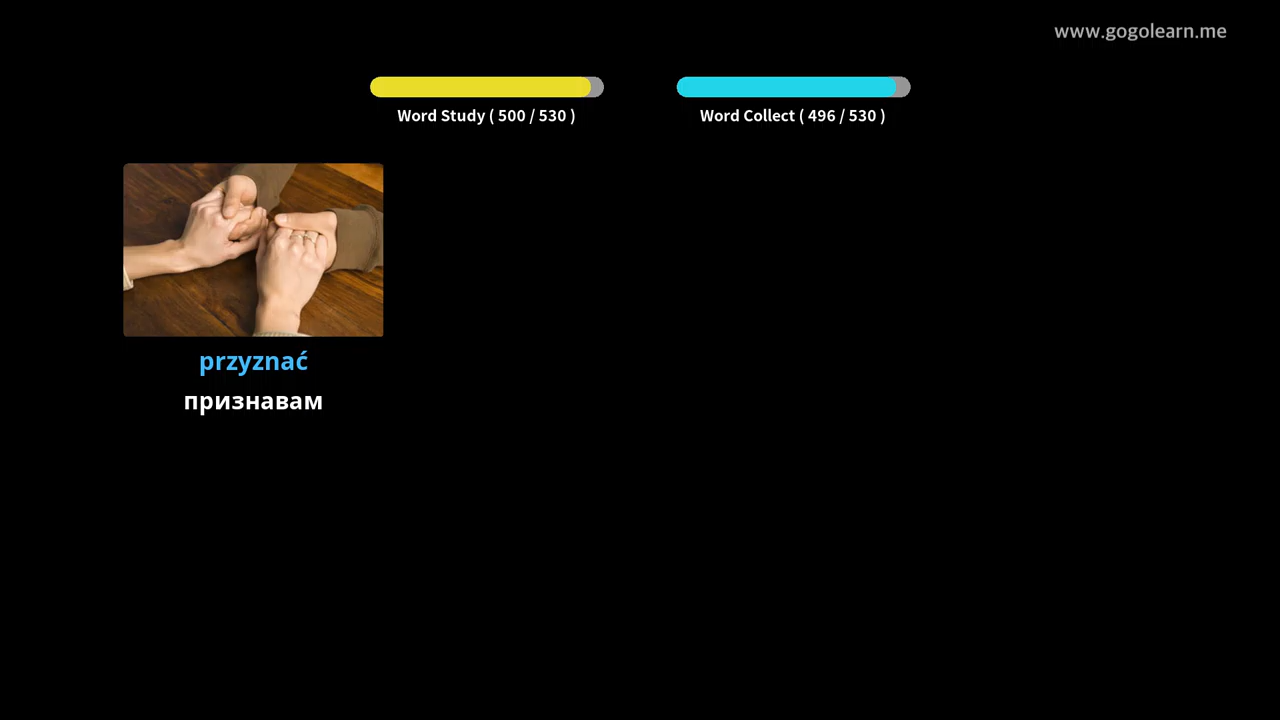 www.gogolearn.me
Word Study ( 500 / 530 )
Word Collect ( 496 / 530 )
przyznać
признавам